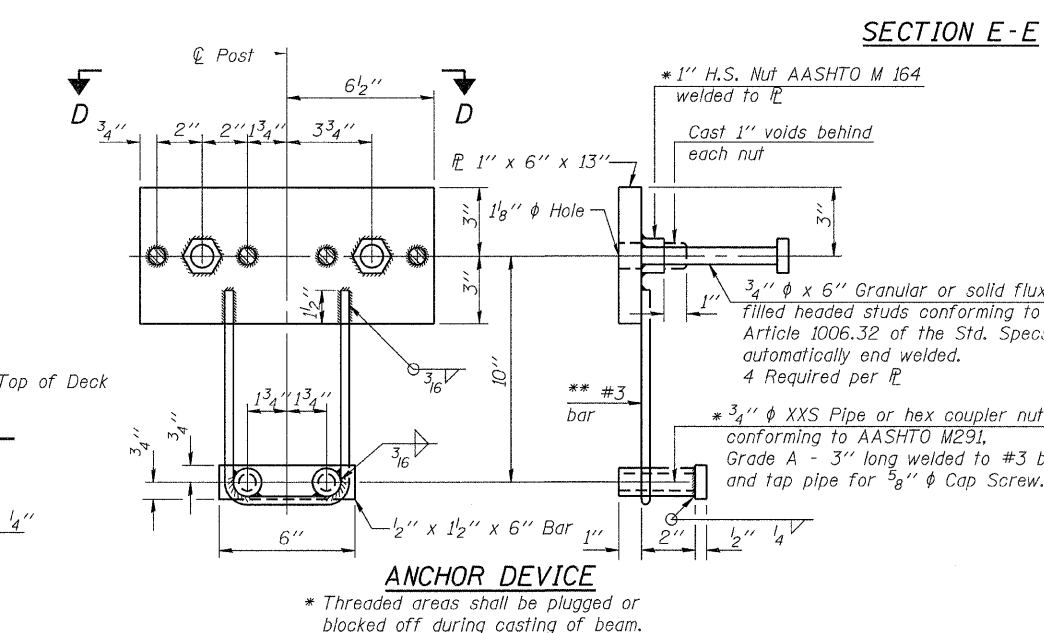 SECTION E-E
℄ Post
6½"
D
D
¾"
2"
2"
1¾"
3¾"
* 1" H.S. Nut AASHTO M 164
welded to ℙL
Cast 1" voids behind
each nut
ℙL 1" x 6" x 13"
1⅛" ϕ Hole
3"
3"
3"
1½"
1"
¾" ϕ x 6" Granular or solid flux
filled headed studs conforming to
Article 1006.32 of the Std. Specs
automatically end welded.
4 Required per ℙL
3/16
10"
** #3
bar
Top of Deck
1¾"
1¾"
¾"
¾"
3/16
* ¾" ϕ XXS Pipe or hex coupler nut
conforming to AASHTO M291,
Grade A - 3" long welded to #3 b
and tap pipe for ⅝" ϕ Cap Screw.
¼"
½" x 1½" x 6" Bar
6"
1"
2"
½"
¼
ANCHOR DEVICE
* Threaded areas shall be plugged or
blocked off during casting of beam.